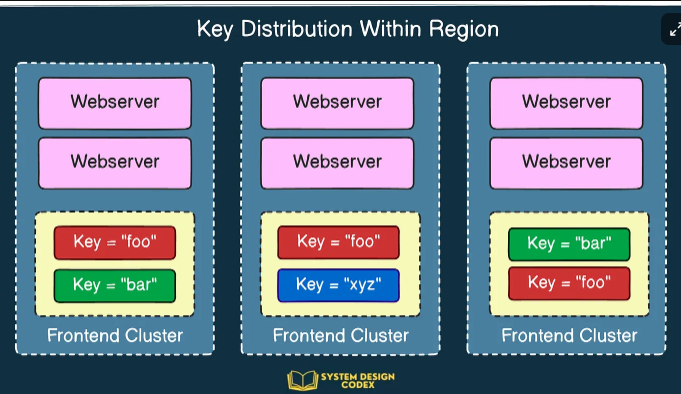 Key Distribution Within Region
Webserver
Webserver
Key = "foo"
Key = "bar"
Frontend Cluster
Webserver
Webserver
Key = "foo"
Key = "xyz"
Frontend Cluster
Webserver
Webserver
Key = "bar"
Key = "foo"
Frontend Cluster
SYSTEM DESIGN
CODEX